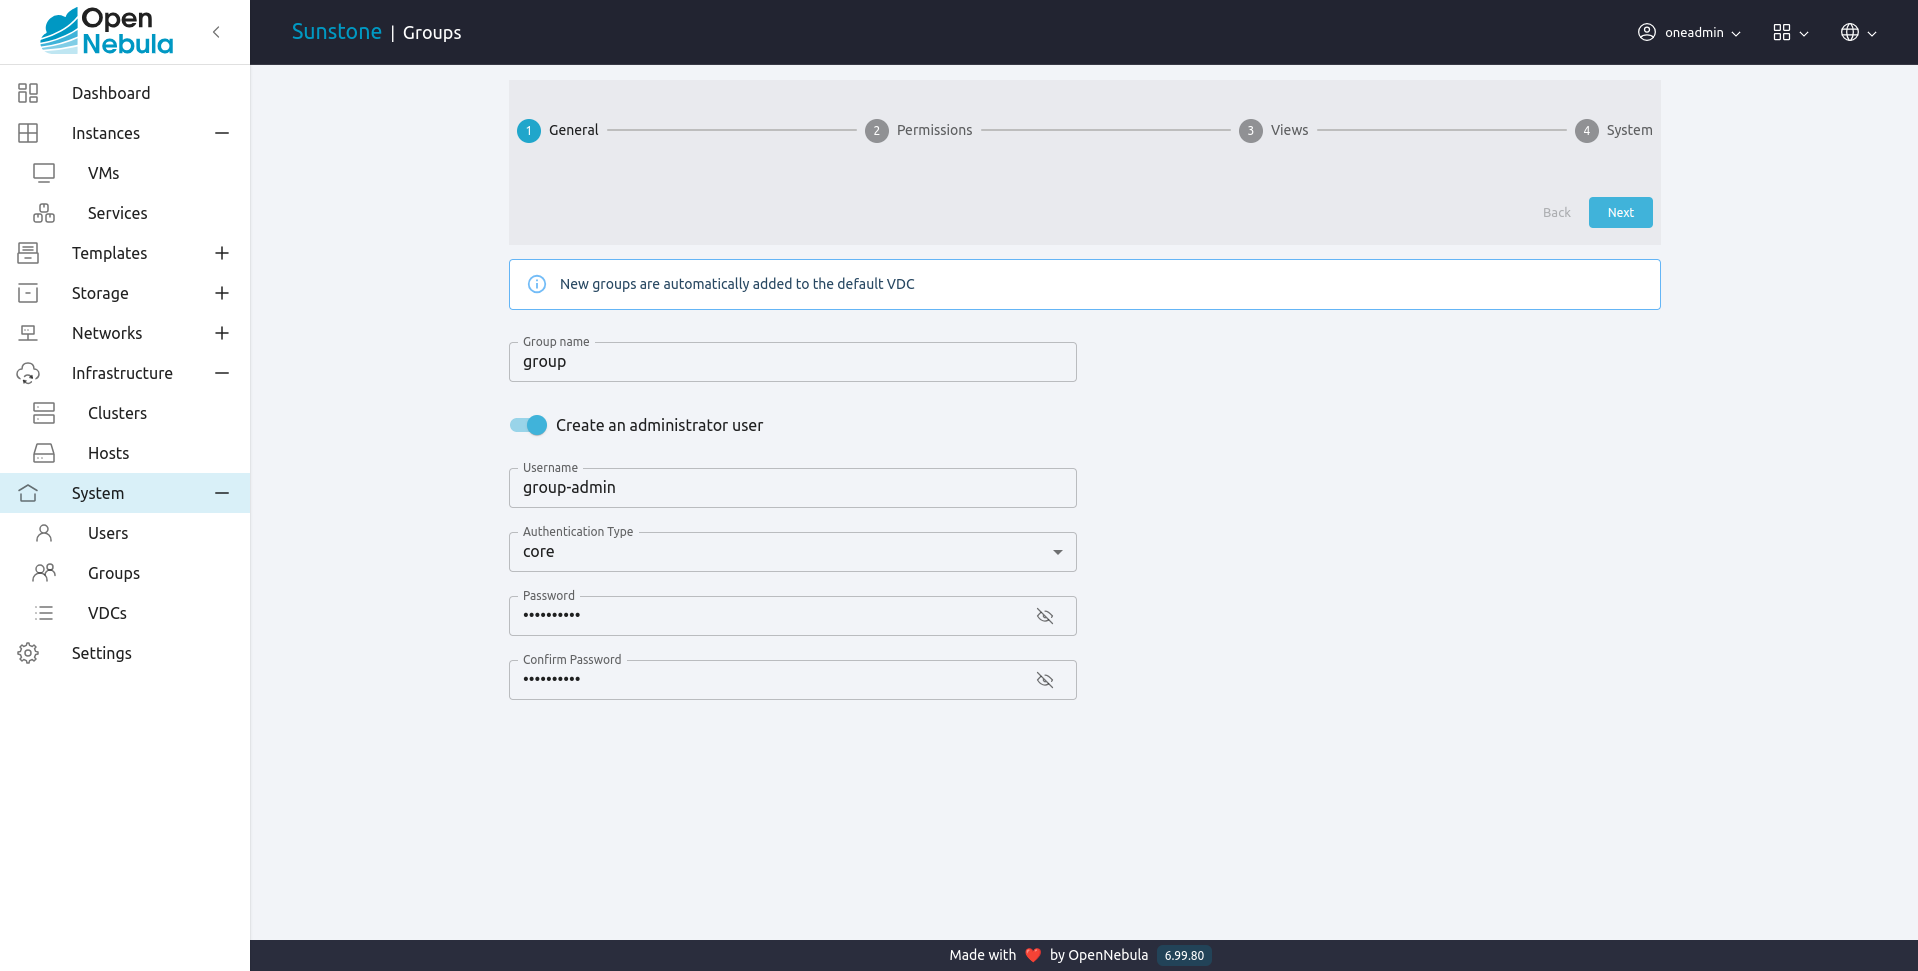 Open
Nebula
Sunstone | Groups
oneadmin
Dashboard
Instances
VMs
Services
Templates
Storage
Networks
Infrastructure
Clusters
Hosts
System
Users
Groups
VDCs
Settings
1 General
2 Permissions
3 Views
4 System
Back
Next
New groups are automatically added to the default VDC
Group name
group
Create an administrator user
Username
group-admin
Authentication Type
core
Password
••••••••••
Confirm Password
••••••••••
Made with ❤️ by OpenNebula 6.99.80